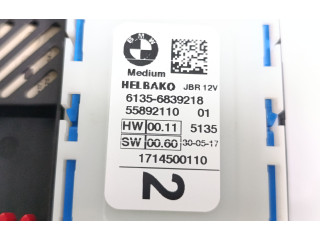 BMW
Medium
HELBAKO JBR 12V
6135-6839218
55892110 01
HW 00.11 5135
SW 00.60 30-05-17
1714500110
2